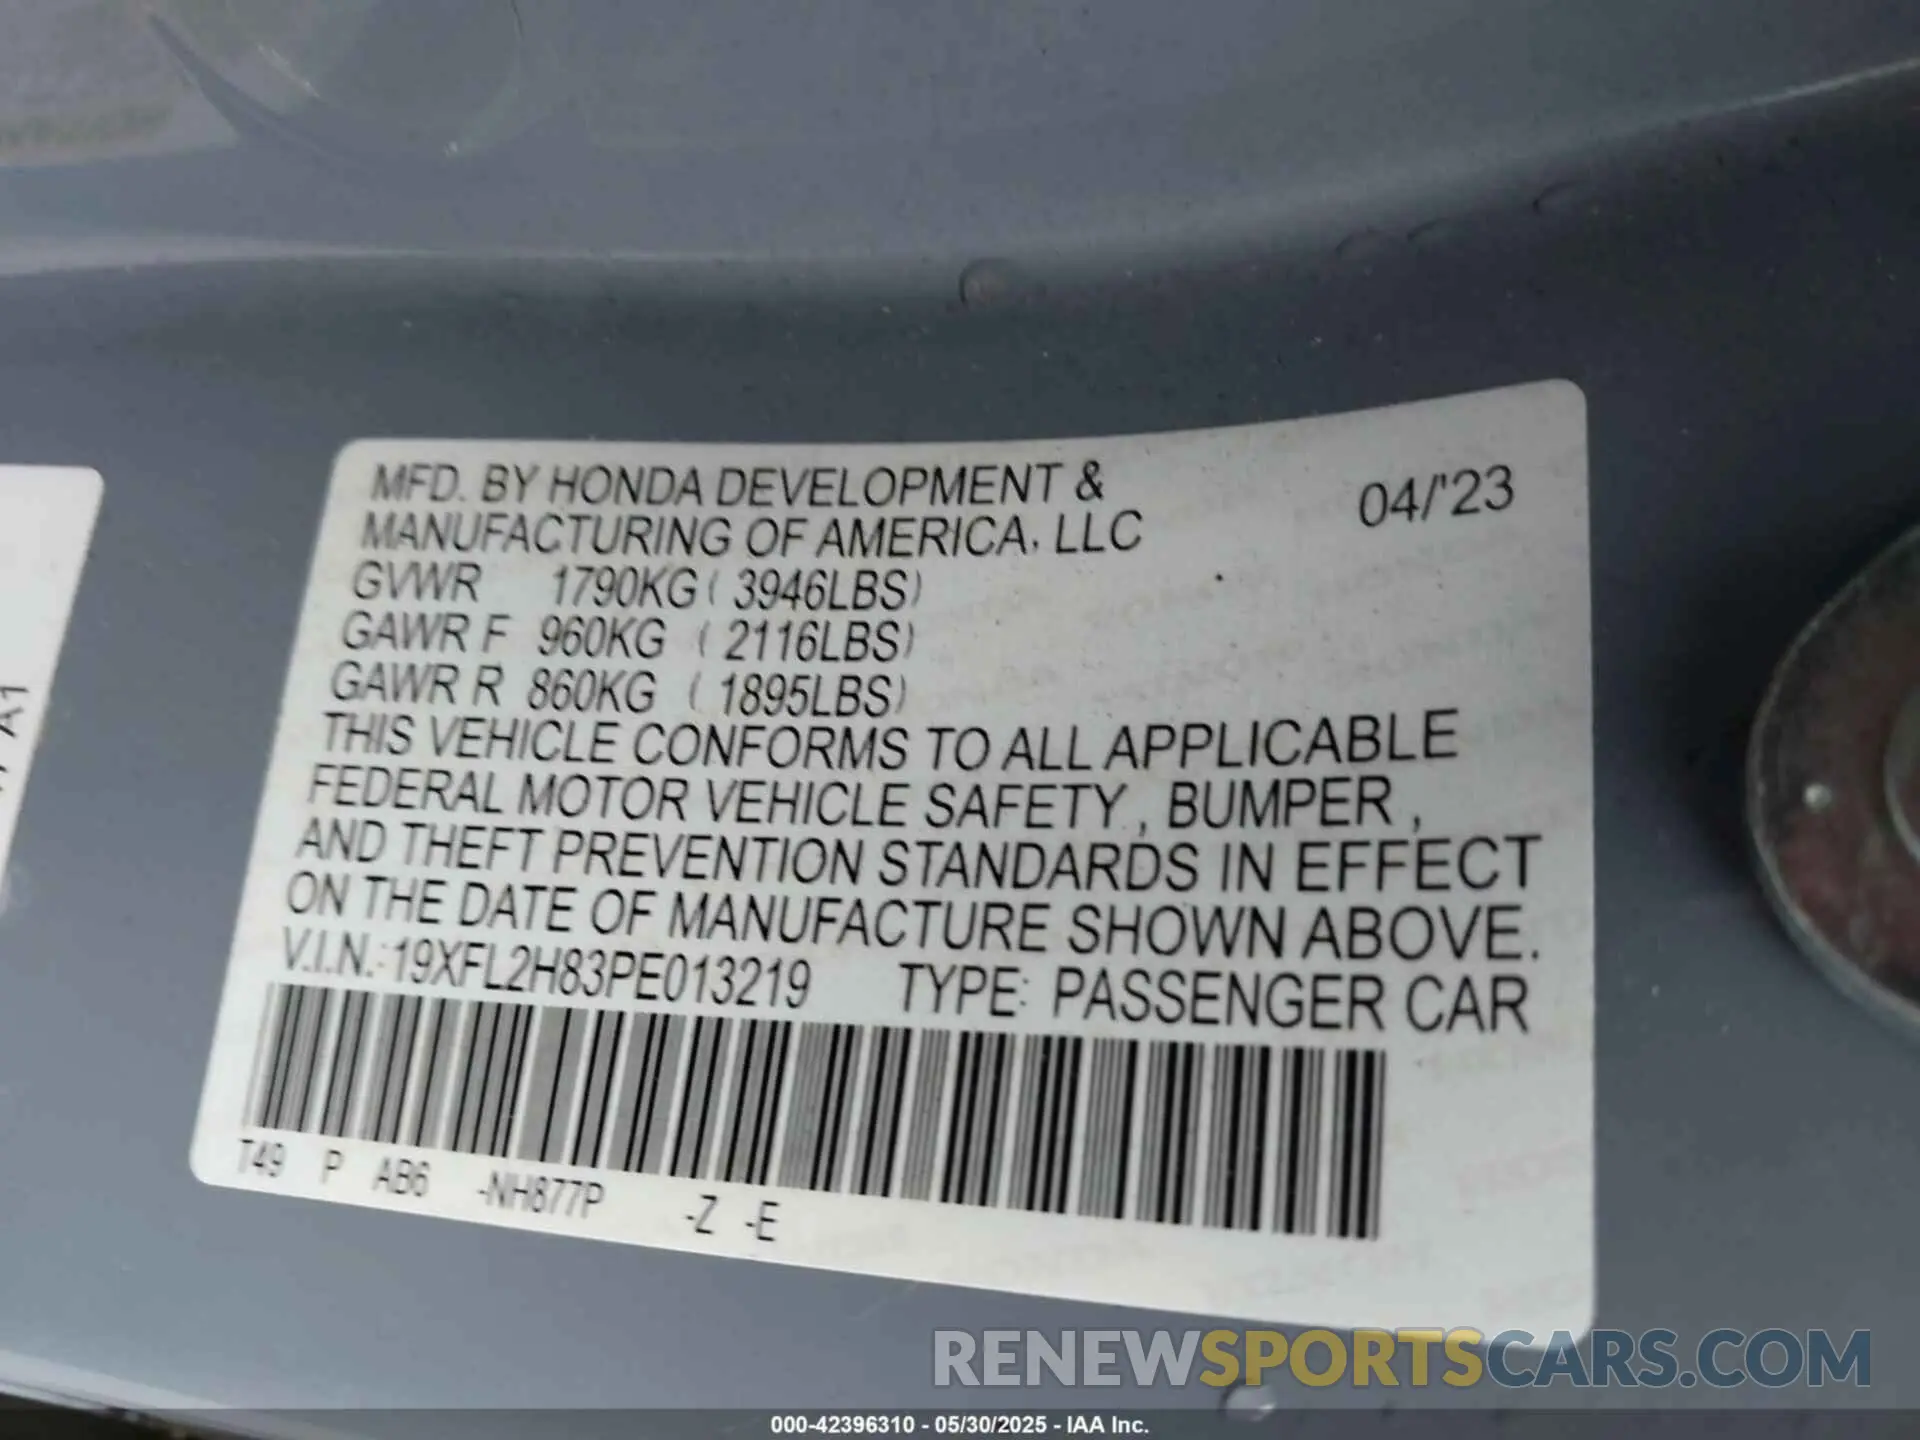 MFD. BY HONDA DEVELOPMENT & 04/'23
MANUFACTURING OF AMERICA, LLC
GVWR 1790KG ( 3946LBS)
GAWR F 960KG ( 2116LBS)
GAWR R 860KG ( 1895LBS)
THIS VEHICLE CONFORMS TO ALL APPLICABLE
FEDERAL MOTOR VEHICLE SAFETY , BUMPER ,
AND THEFT PREVENTION STANDARDS IN EFFECT
ON THE DATE OF MANUFACTURE SHOWN ABOVE.
V.I.N.: 19XFL2H83PE013219 TYPE: PASSENGER CAR
T49 P AB6 -NH877P -Z -E
A1
RENEWSPORTSCARS.COM
000-42396310 - 05/30/2025 - IAA Inc.